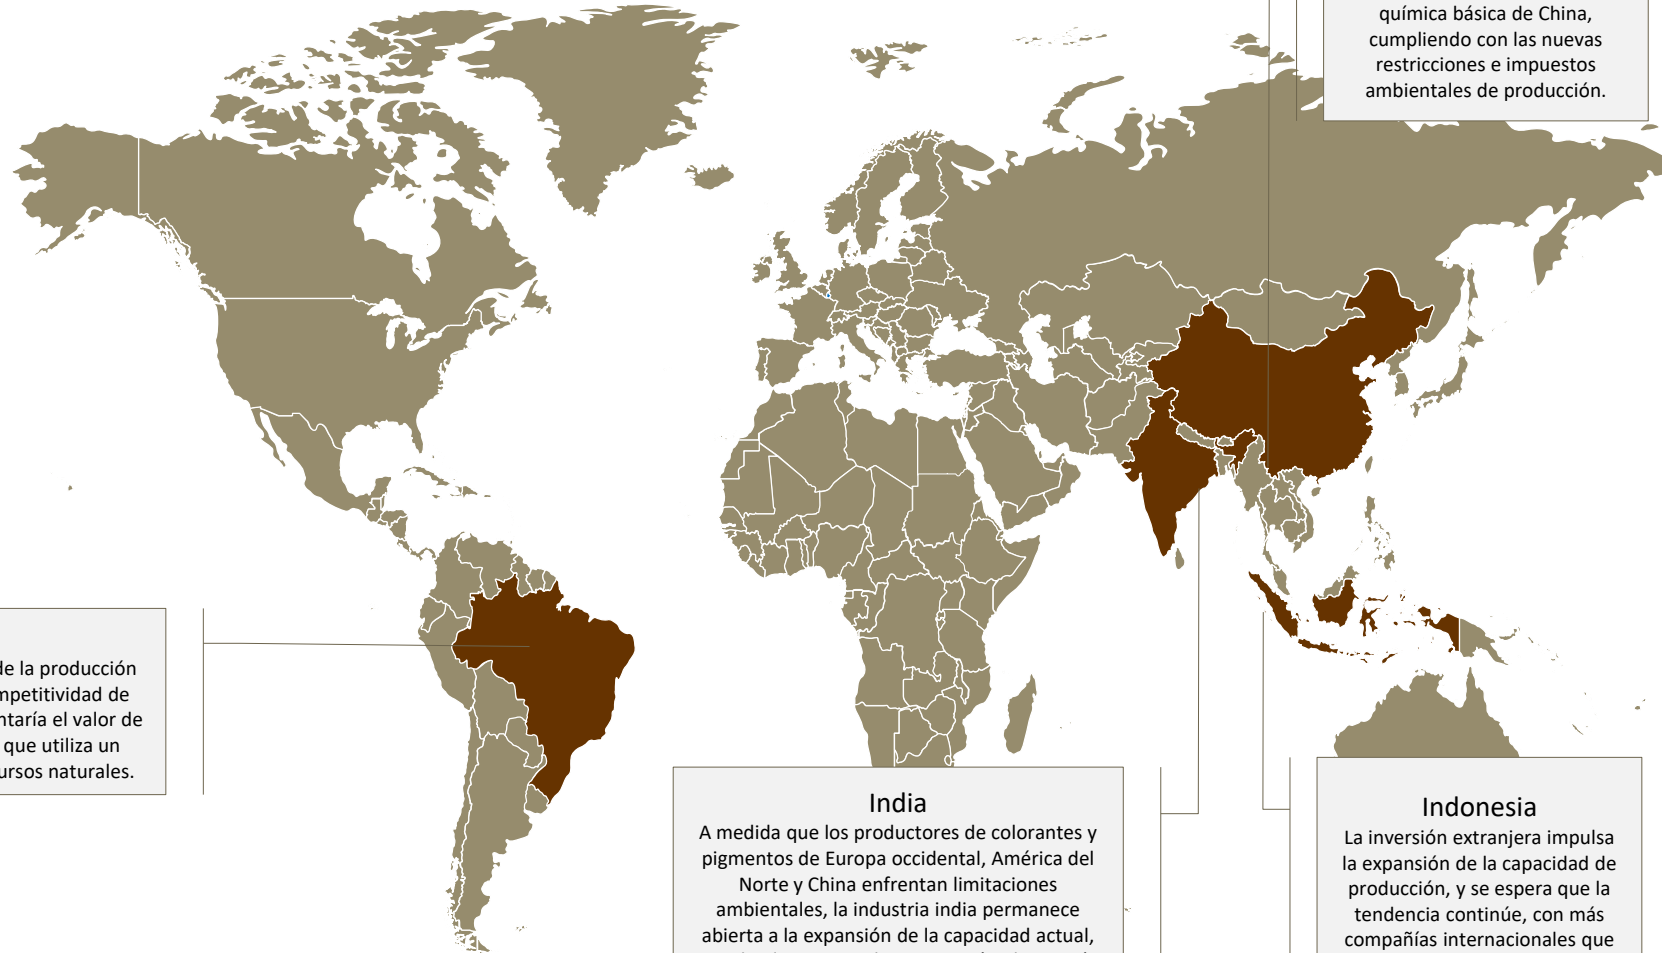 química básica de China,
cumpliendo con las nuevas
restricciones e impuestos
ambientales de producción.
de la producción
mpetitividad de
ntaría el valor de
que utiliza un
ursos naturales.
India
A medida que los productores de colorantes y
pigmentos de Europa occidental, América del
Norte y China enfrentan limitaciones
ambientales, la industria india permanece
abierta a la expansión de la capacidad actual,
Indonesia
La inversión extranjera impulsa
la expansión de la capacidad de
producción, y se espera que la
tendencia continúe, con más
compañías internacionales que